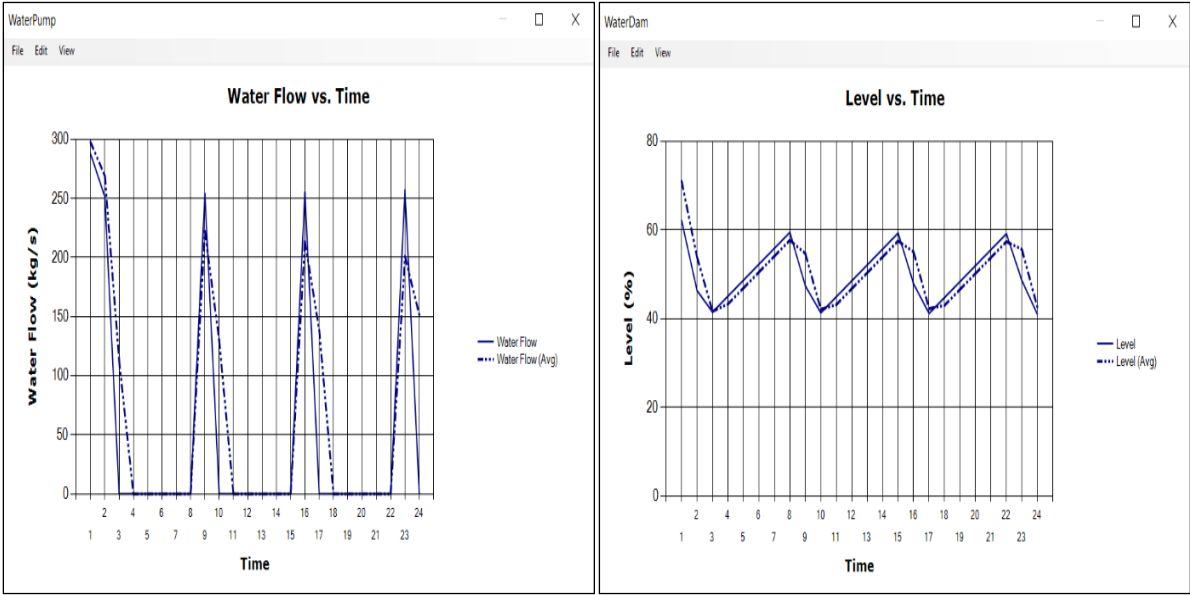 WaterPump
File Edit View
Water Flow vs. Time
Water Flow (kg/s)
300
250
200
150
100
50
0
2 4 6 8 10 12 14 16 18 20 22 24
1 3 5 7 9 11 13 15 17 19 21 23
Time
Water Flow
Water Flow (Avg)
WaterDam
File Edit View
Level vs. Time
Level (%)
80
60
40
20
0
2 4 6 8 10 12 14 16 18 20 22 24
1 3 5 7 9 11 13 15 17 19 21 23
Time
Level
Level (Avg)